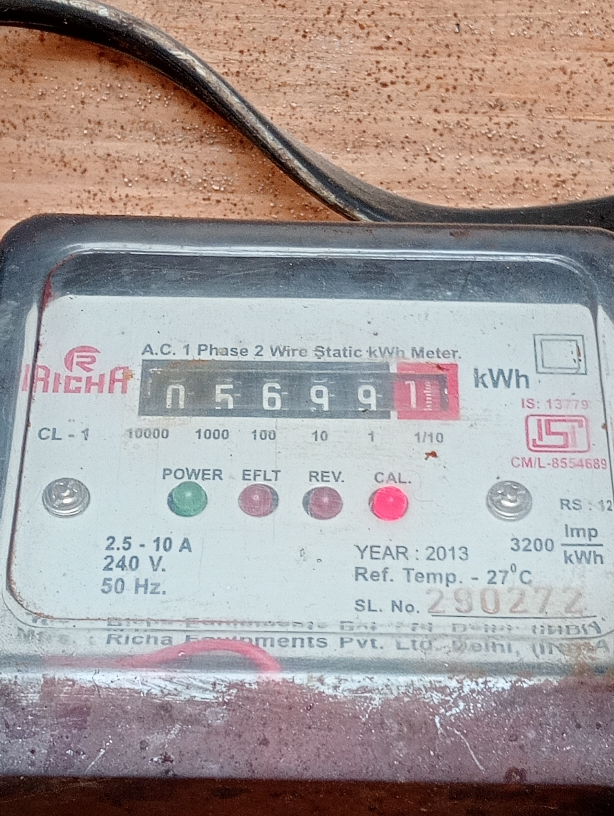 A.C. 1 Phase 2 Wire Static kWh Meter.
RICHA
0 5 6 9 9 1
kWh
IS: 13779
CL - 1
10000 1000 100 10 1 1/10
CM/L-8554689
POWER EFLT REV. CAL.
RS : 12
2.5 - 10 A
240 V.
50 Hz.
YEAR : 2013
3200 Imp/kWh
Ref. Temp. - 27°C
SL. No. 290272
Richa Equipments Pvt. Ltd. Delhi,